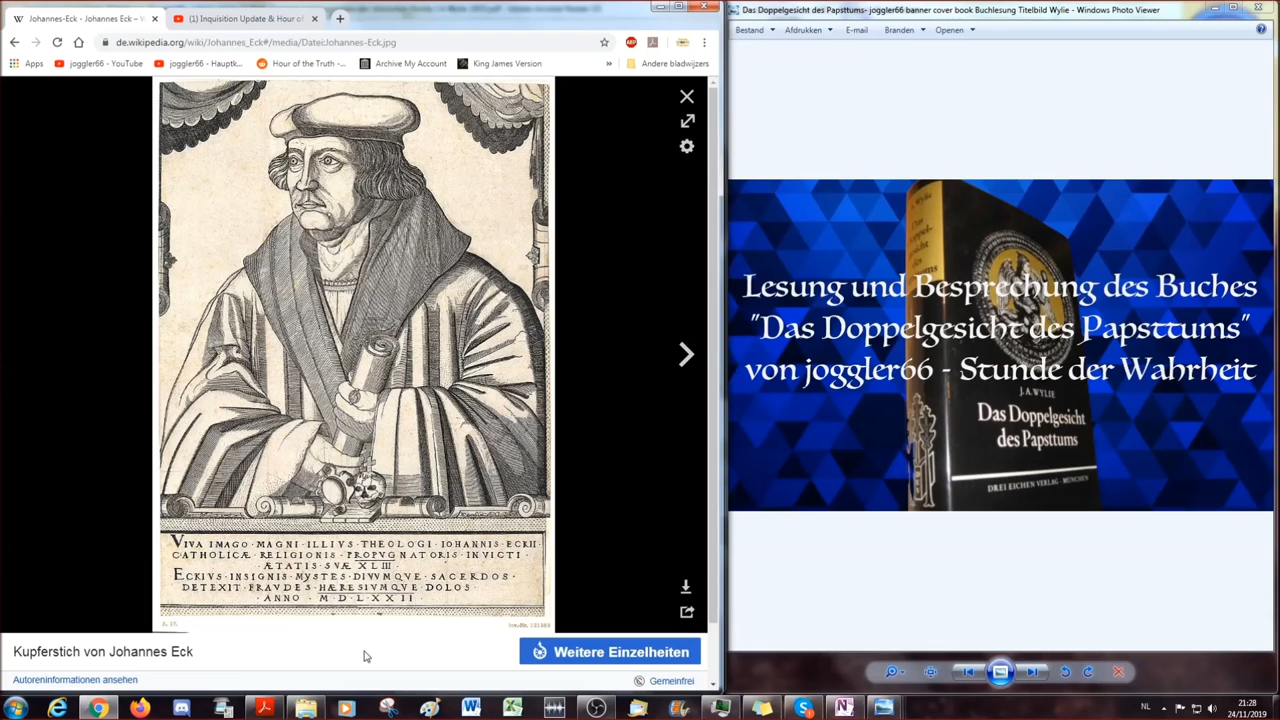 Johannes-Eck - Johannes Eck – W
(1) Inquisition Update & Hour of
de.wikipedia.org/wiki/Johannes_Eck#/media/Datei:Johannes-Eck.jpg
Apps
joggler66 - YouTube
joggler66 - Hauptk...
Hour of the Truth -...
Archive My Account
King James Version
»
Andere bladwijzers
VIVA IMAGO·MAGNI·ILLIVS·THEOLOGI·IOHANNIS·ECKII
CATHOLICÆ·RELIGIONIS·PROPVGNATORIS·INVICTI
ÆTATIS·SVÆ XLIII·
ECKIVS·INSIGNIS·MYSTES·DIVVMQVE·SACERDOS·
DETEXIT·FRAVDES·HÆRESIVMQVE·DOLOS·
·ANNO·M·D·L·X·X·I·I·
Kupferstich von Johannes Eck
Weitere Einzelheiten
Autoreninformationen ansehen
Gemeinfrei
Das Doppelgesicht des Papsttums- joggler66 banner cover book Buchlesung Titelbild Wylie - Windows Photo Viewer
Bestand
Afdrukken
E-mail
Branden
Openen
Lesung und Besprechung des Buches
"Das Doppelgesicht des Papsttums"
von joggler66 - Stunde der Wahrheit
J.A.WYLIE
Das Doppelgesicht
des Papsttums
DREI EICHEN VERLAG · MÜNCHEN
NL
21:28
24/11/2019